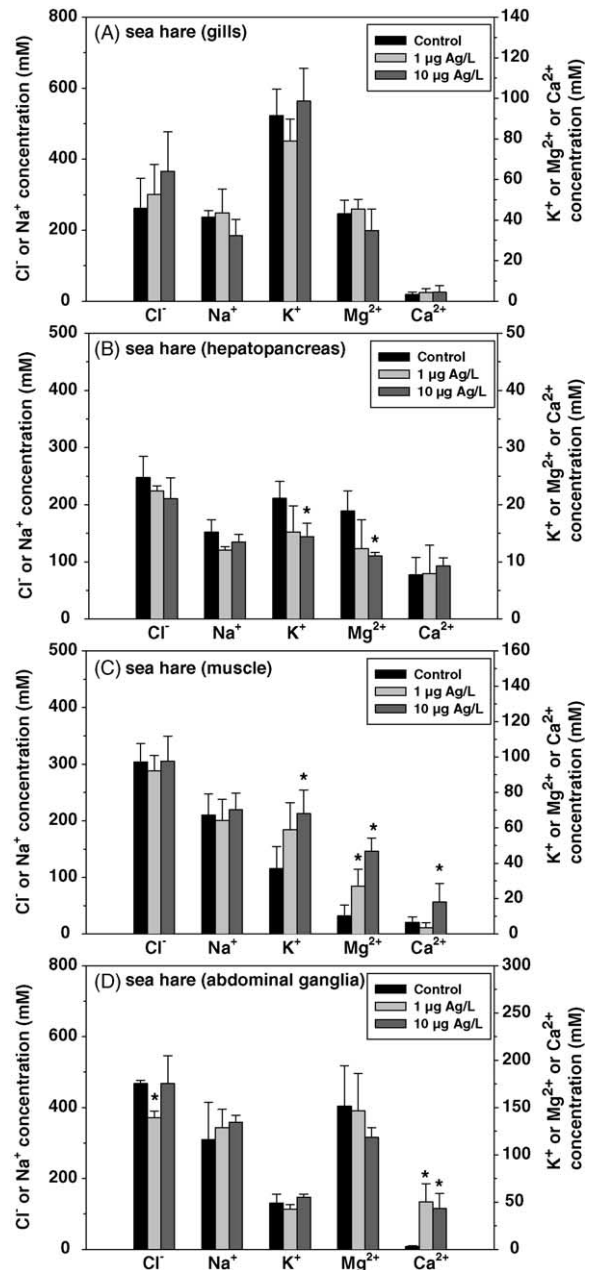 (A) sea hare (gills)
Control
1 µg Ag/L
10 µg Ag/L
Cl⁻ or Na⁺ concentration (mM)
800
600
400
200
0
140
120
100
80
60
40
20
0
K⁺ or Mg²⁺ or Ca²⁺
concentration (mM)
Cl⁻ Na⁺ K⁺ Mg²⁺ Ca²⁺
(B) sea hare (hepatopancreas)
Control
1 µg Ag/L
10 µg Ag/L
Cl⁻ or Na⁺ concentration (mM)
500
400
300
200
100
0
50
40
30
20
10
0
K⁺ or Mg²⁺ or Ca²⁺
concentration (mM)
* *
Cl⁻ Na⁺ K⁺ Mg²⁺ Ca²⁺
(C) sea hare (muscle)
Control
1 µg Ag/L
10 µg Ag/L
Cl⁻ or Na⁺ concentration (mM)
500
400
300
200
100
0
160
140
120
100
80
60
40
20
0
K⁺ or Mg²⁺ or Ca²⁺
concentration (mM)
* * * *
Cl⁻ Na⁺ K⁺ Mg²⁺ Ca²⁺
(D) sea hare (abdominal ganglia)
Control
1 µg Ag/L
10 µg Ag/L
Cl⁻ or Na⁺ concentration (mM)
800
600
400
200
0
300
250
200
150
100
50
0
K⁺ or Mg²⁺ or Ca²⁺
concentration (mM)
* * *
Cl⁻ Na⁺ K⁺ Mg²⁺ Ca²⁺